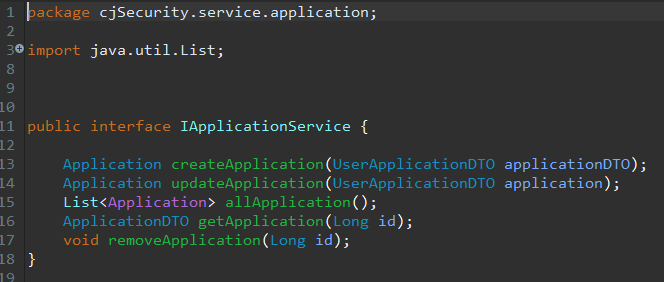 1 package cjSecurity.service.application;
2
3 import java.util.List;
8
9
10
11 public interface IApplicationService {
12
13     Application createApplication(UserApplicationDTO applicationDTO);
14     Application updateApplication(UserApplicationDTO application);
15     List<Application> allApplication();
16     ApplicationDTO getApplication(Long id);
17     void removeApplication(Long id);
18 }
19